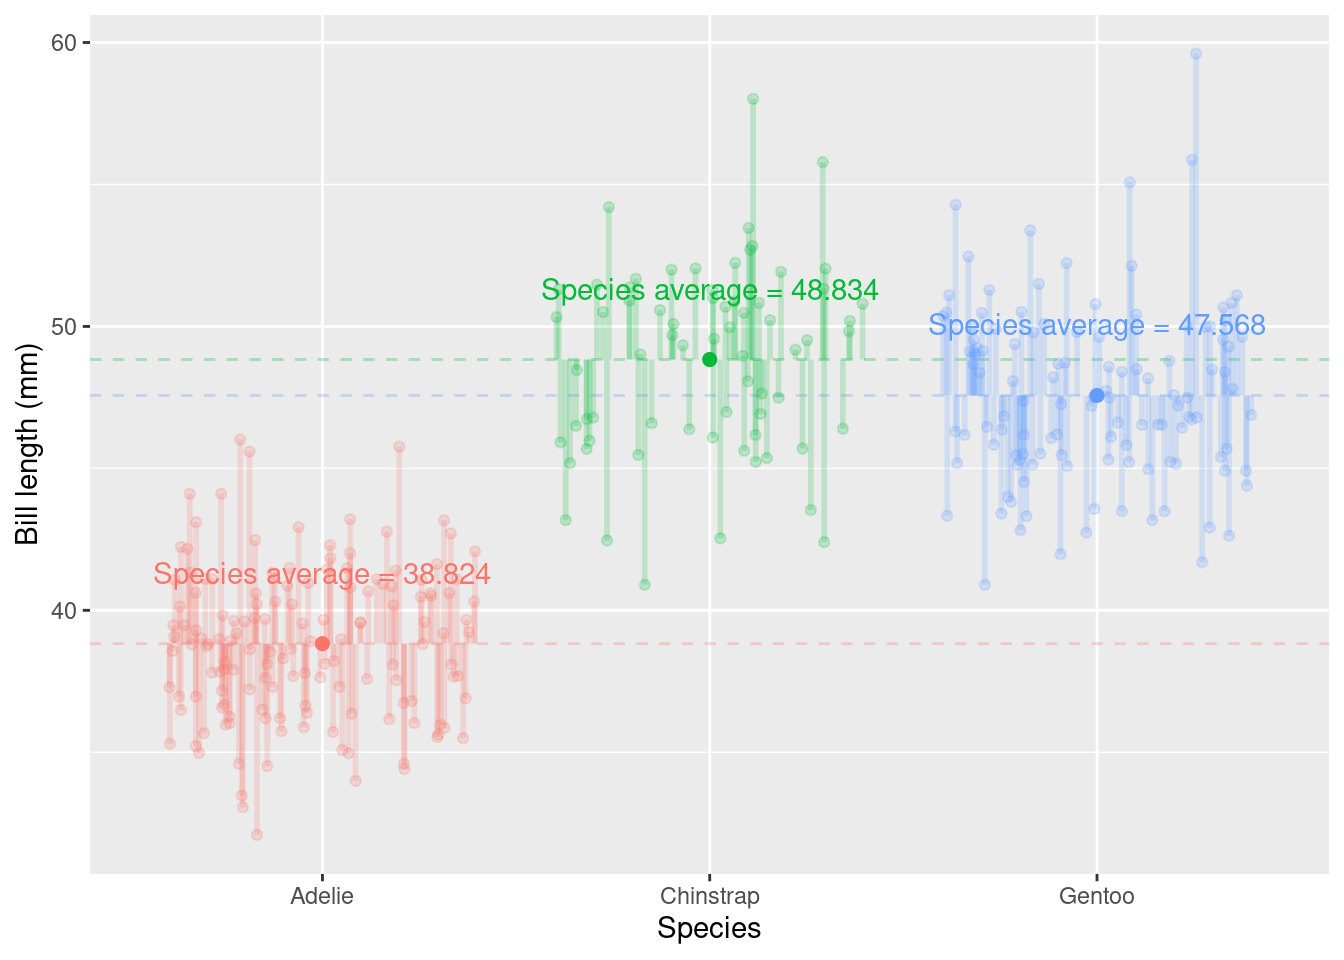 60
50
40
Bill length (mm)
Species average = 48.834
Species average = 47.568
Species average = 38.824
Adelie
Chinstrap
Gentoo
Species